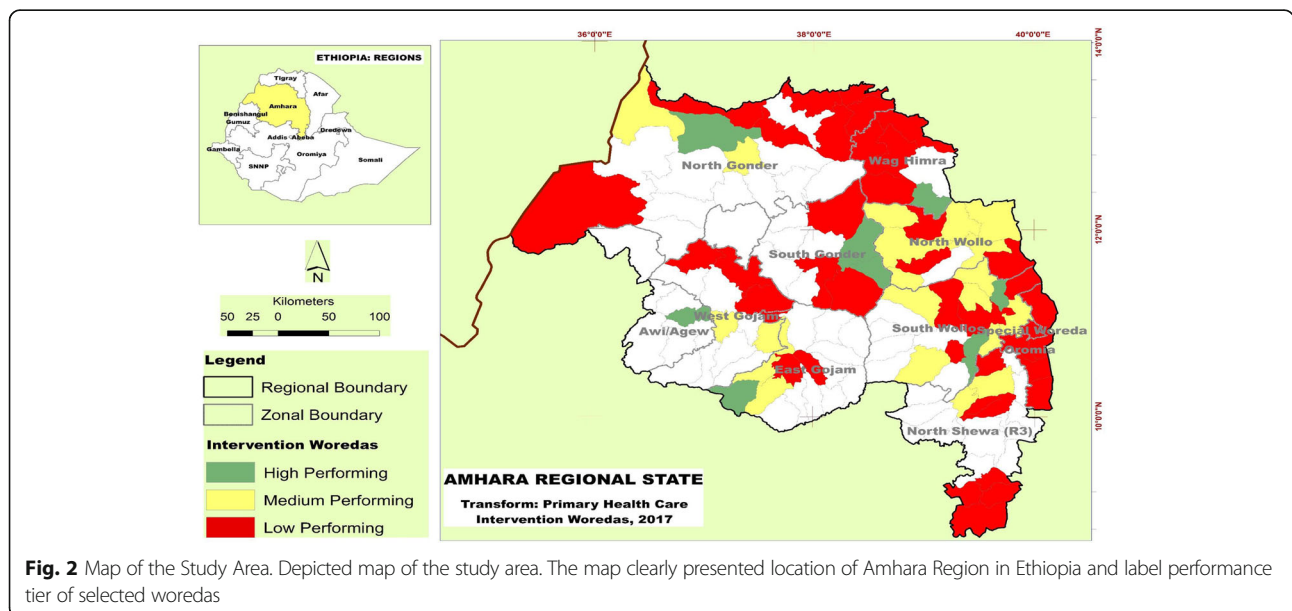 ETHIOPIA: REGIONS
Tigray
Afar
Amhara
Benishangul
Gumuz
Diredewa
Addis Ababa
Gambella
Oromiya
SNNP
Somali
N
Kilometers
50 25 0 50 100
Legend
Regional Boundary
Zonal Boundary
Intervention Woredas
High Performing
Medium Performing
Low Performing
36°0'0"E
38°0'0"E
40°0'0"E
14°0'0"N
12°0'0"N
10°0'0"N
North Gonder
Wag Himra
South Gonder
North Wollo
Awi/Agew
West Gojam
South Wollo
Special Woreda
Oromia
East Gojam
North Shewa (R3)
AMHARA REGIONAL STATE
Transform: Primary Health Care
Intervention Woredas, 2017
Fig. 2 Map of the Study Area. Depicted map of the study area. The map clearly presented location of Amhara Region in Ethiopia and label performance
tier of selected woredas